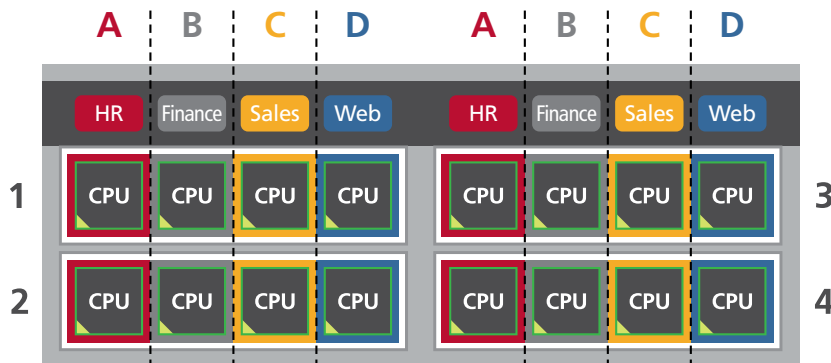 A B C D A B C D
HR Finance Sales Web HR Finance Sales Web
1 CPU CPU CPU CPU CPU CPU CPU CPU 3
2 CPU CPU CPU CPU CPU CPU CPU CPU 4